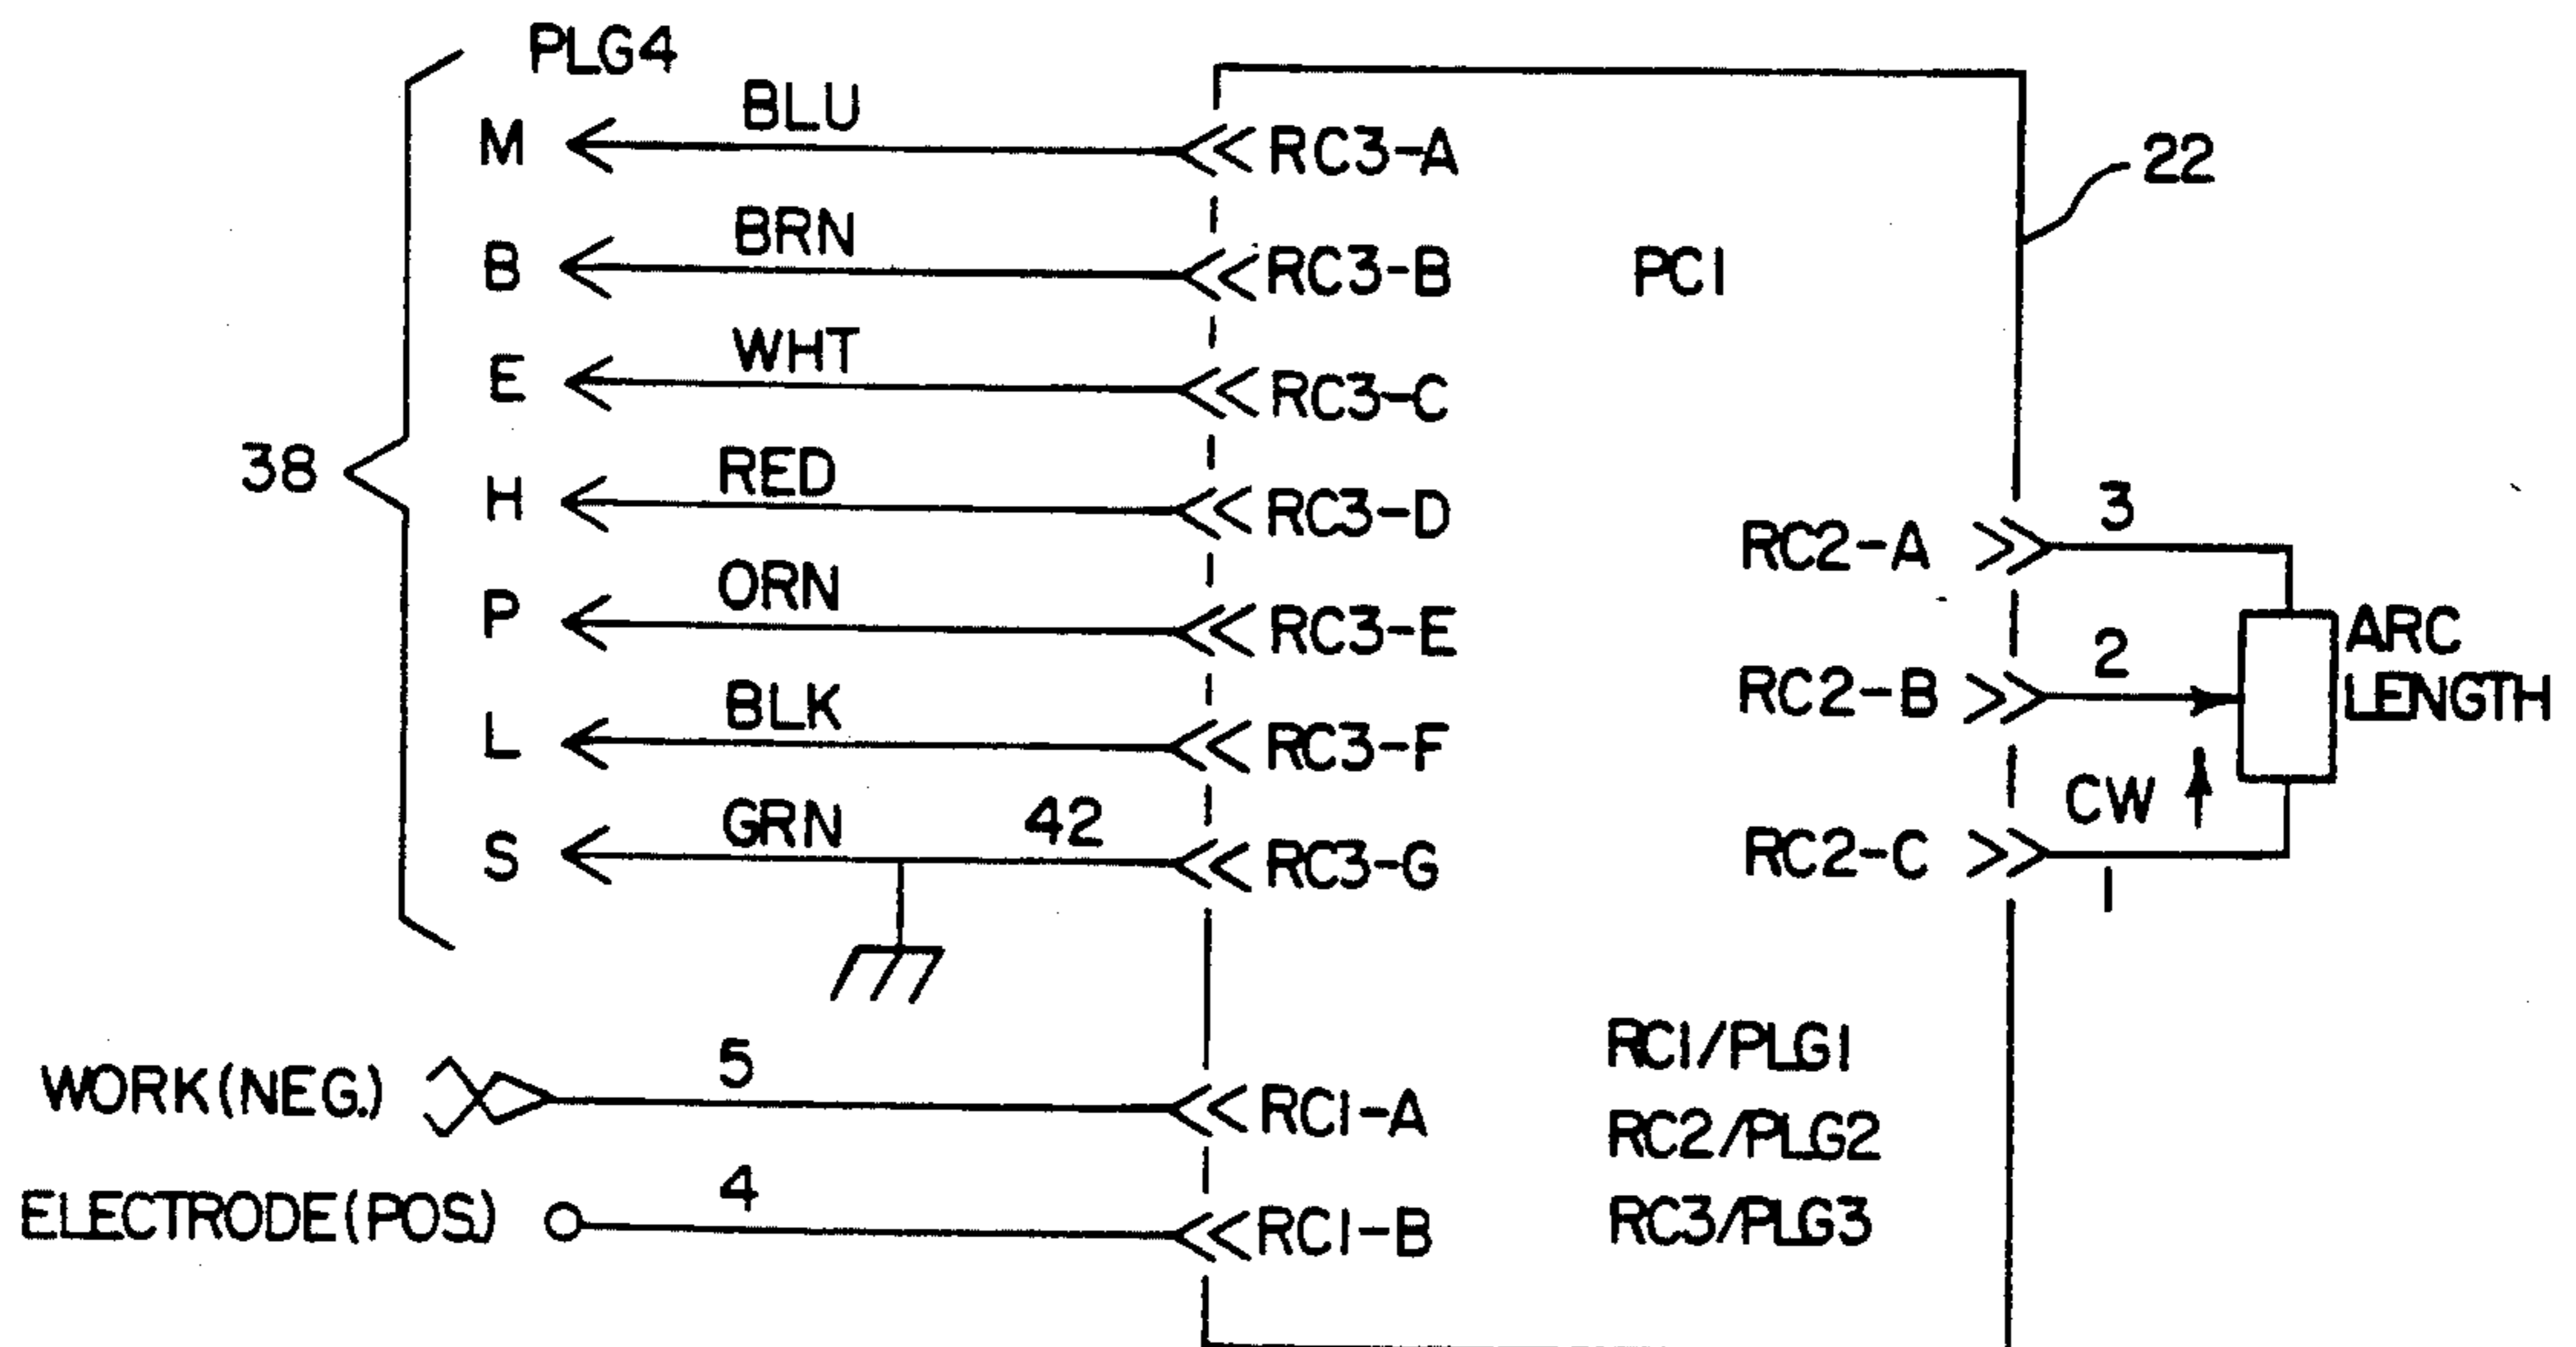 PLG4
M BLU RC3-A
22
B BRN RC3-B PC1
E WHT RC3-C
38
H RED RC3-D
RC2-A 3
P ORN RC3-E
ARC
LENGTH
RC2-B 2
L BLK RC3-F
CW
S GRN 42 RC3-G
RC2-C 1
RC1/PLG1
WORK(NEG.) 5 RC1-A
RC2/PLG2
ELECTRODE(POS.) 4 RC1-B
RC3/PLG3